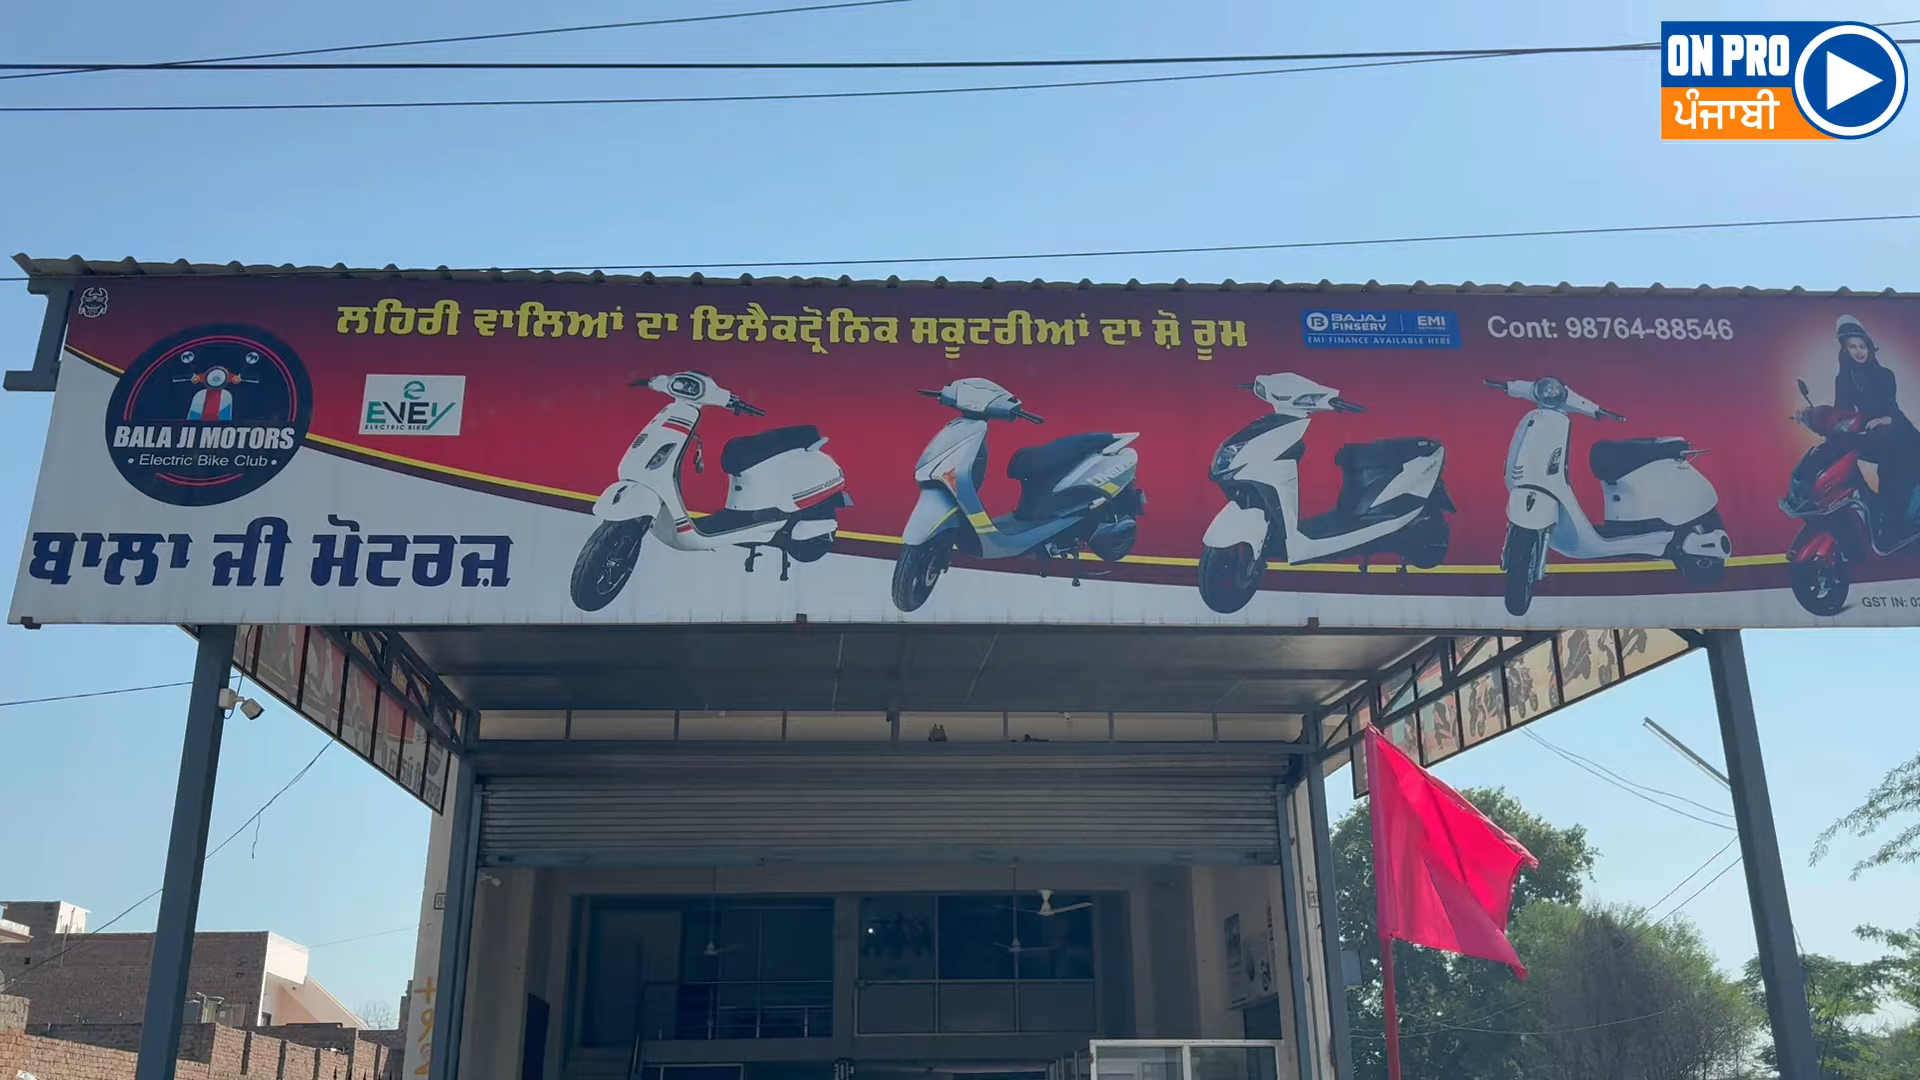 ON PRO
ਪੰਜਾਬੀ
ਲਹਿਰੀ ਵਾਲਿਆਂ ਦਾ ਇਲੈਕਟ੍ਰੋਨਿਕ ਸਕੂਟਰੀਆਂ ਦਾ ਸ਼ੋ ਰੂਮ
BAJAJ FINSERV | EMI NETWORK
EMI FINANCE AVAILABLE HERE
Cont: 98764-88546
EVEY
ELECTRIC BIKE
BALA JI MOTORS
• Electric Bike Club •
ਬਾਲਾ ਜੀ ਮੋਟਰਜ਼
GST IN: